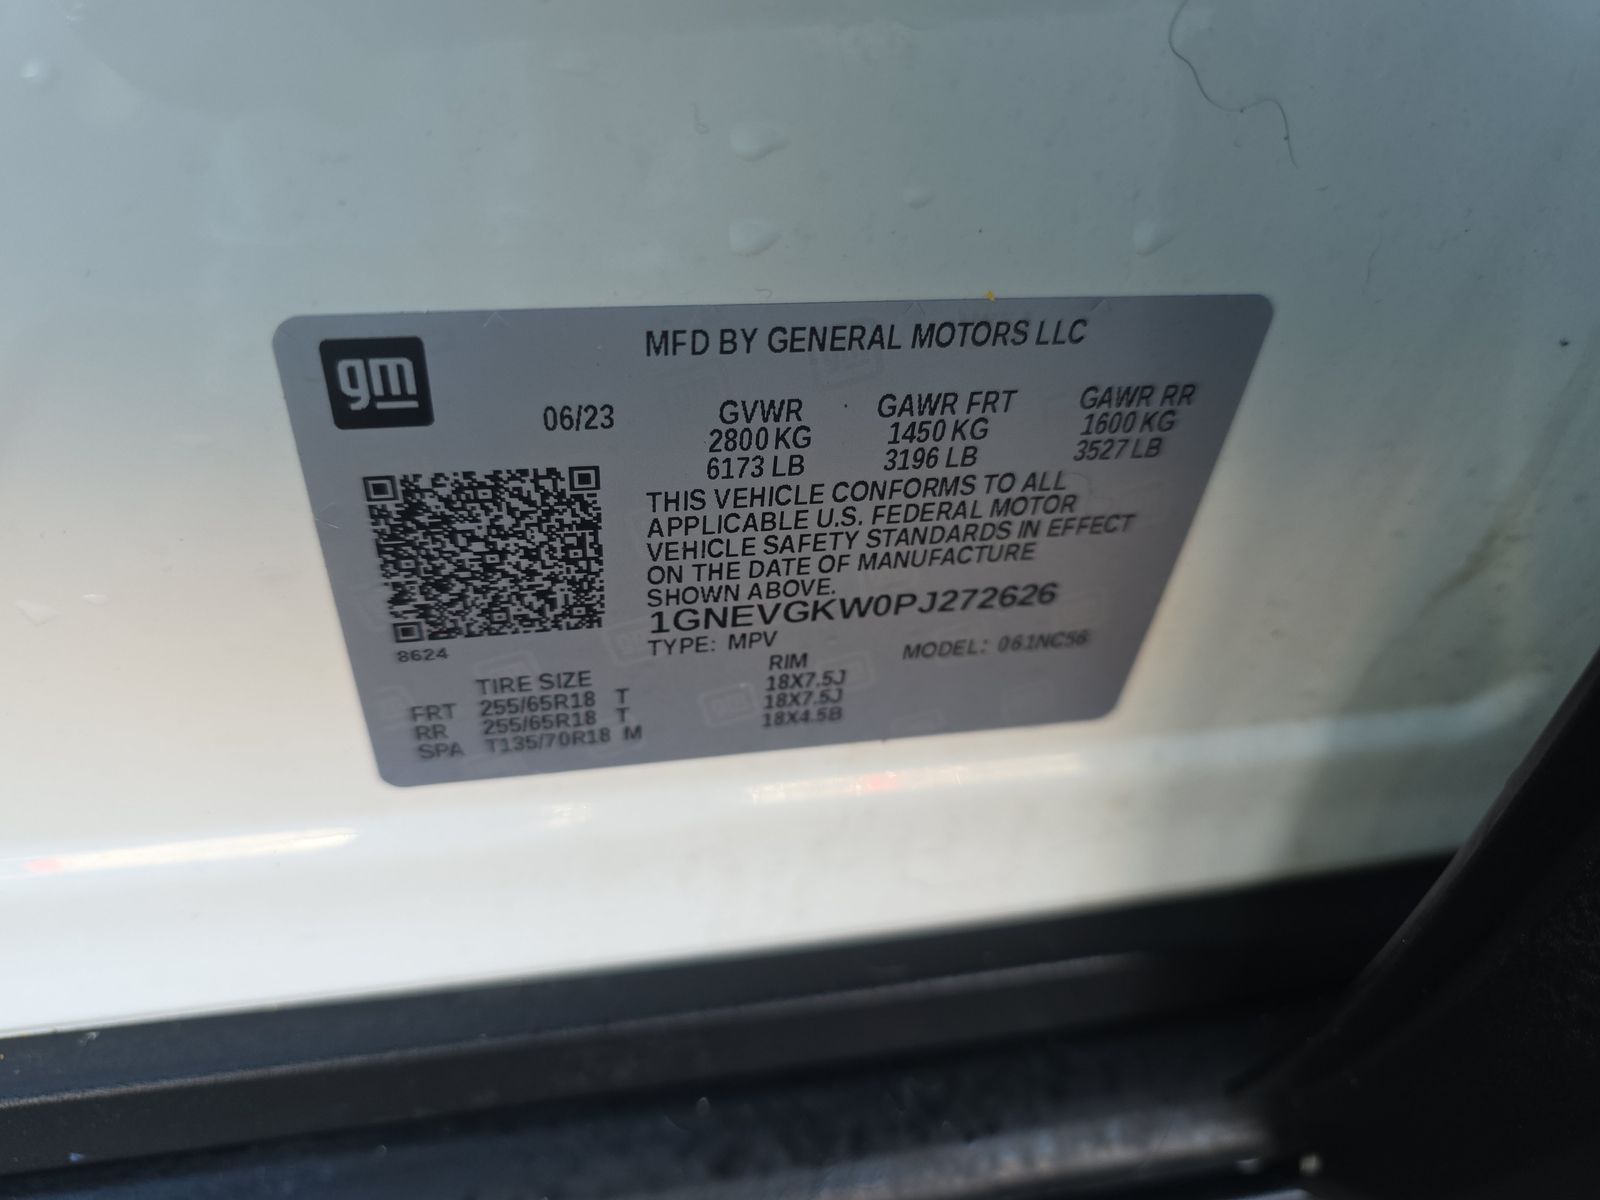 gm
MFD BY GENERAL MOTORS LLC
06/23 GVWR GAWR FRT GAWR RR
2800 KG 1450 KG 1600 KG
6173 LB 3196 LB 3527 LB
THIS VEHICLE CONFORMS TO ALL
APPLICABLE U.S. FEDERAL MOTOR
VEHICLE SAFETY STANDARDS IN EFFECT
ON THE DATE OF MANUFACTURE
SHOWN ABOVE.
1GNEVGKW0PJ272626
TYPE: MPV MODEL: 061NC56
8624
TIRE SIZE RIM
FRT 255/65R18 T 18X7.5J
RR 255/65R18 T 18X7.5J
SPA T135/70R18 M 18X4.5B